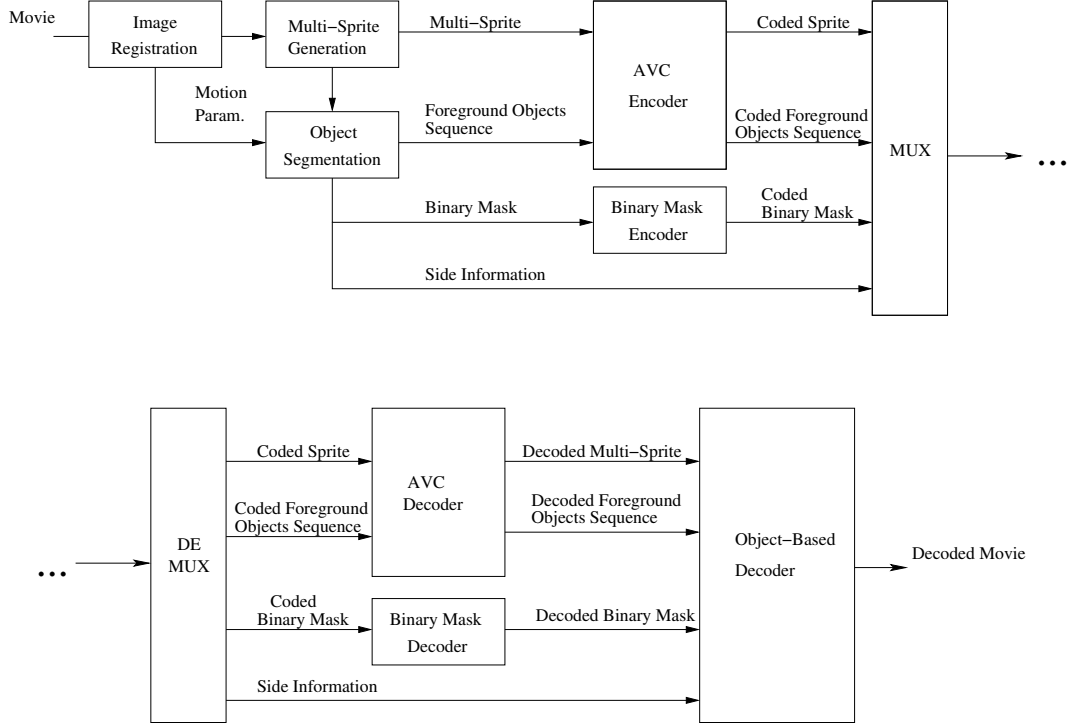 Movie
Image
Registration
Multi−Sprite
Generation
Multi−Sprite
AVC
Encoder
Coded Sprite
MUX
Motion
Param.
Object
Segmentation
Foreground Objects
Sequence
Coded Foreground
Objects Sequence
...
Binary Mask
Binary Mask
Encoder
Coded
Binary Mask
Side Information
DE
MUX
Coded Sprite
AVC
Decoder
Decoded Multi−Sprite
Coded Foreground
Objects Sequence
Decoded Foreground
Objects Sequence
Object−Based
Decoder
Decoded Movie
...
Coded
Binary Mask
Binary Mask
Decoder
Decoded Binary Mask
Side Information